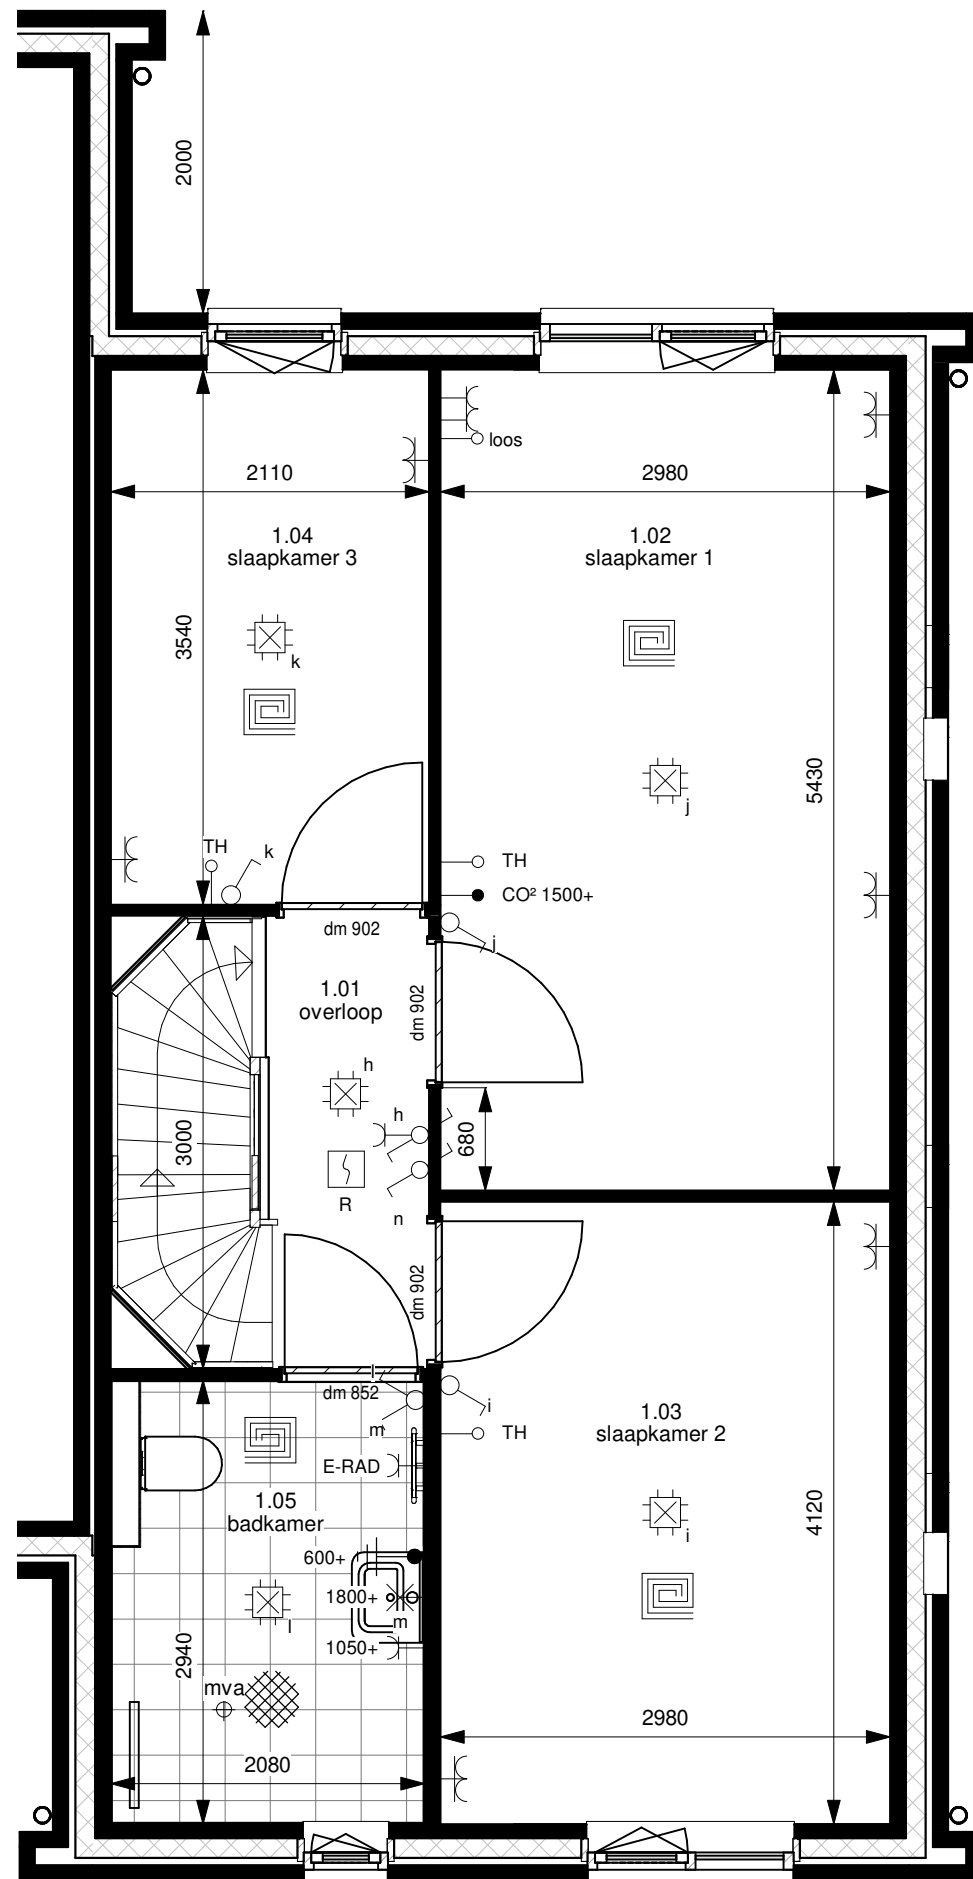 2000
loos
2110
2980
1.04
slaapkamer 3
1.02
slaapkamer 1
3540
k
5430
j
TH
k
TH
CO² 1500+
dm 902
j
1.01
overloop
dm 902
h
h
3000
680
R
n
dm 902
dm 852
m
i
TH
1.03
slaapkamer 2
E-RAD
1.05
badkamer
4120
i
600+
1800+
m
l
1050+
2940
mva
2980
2080